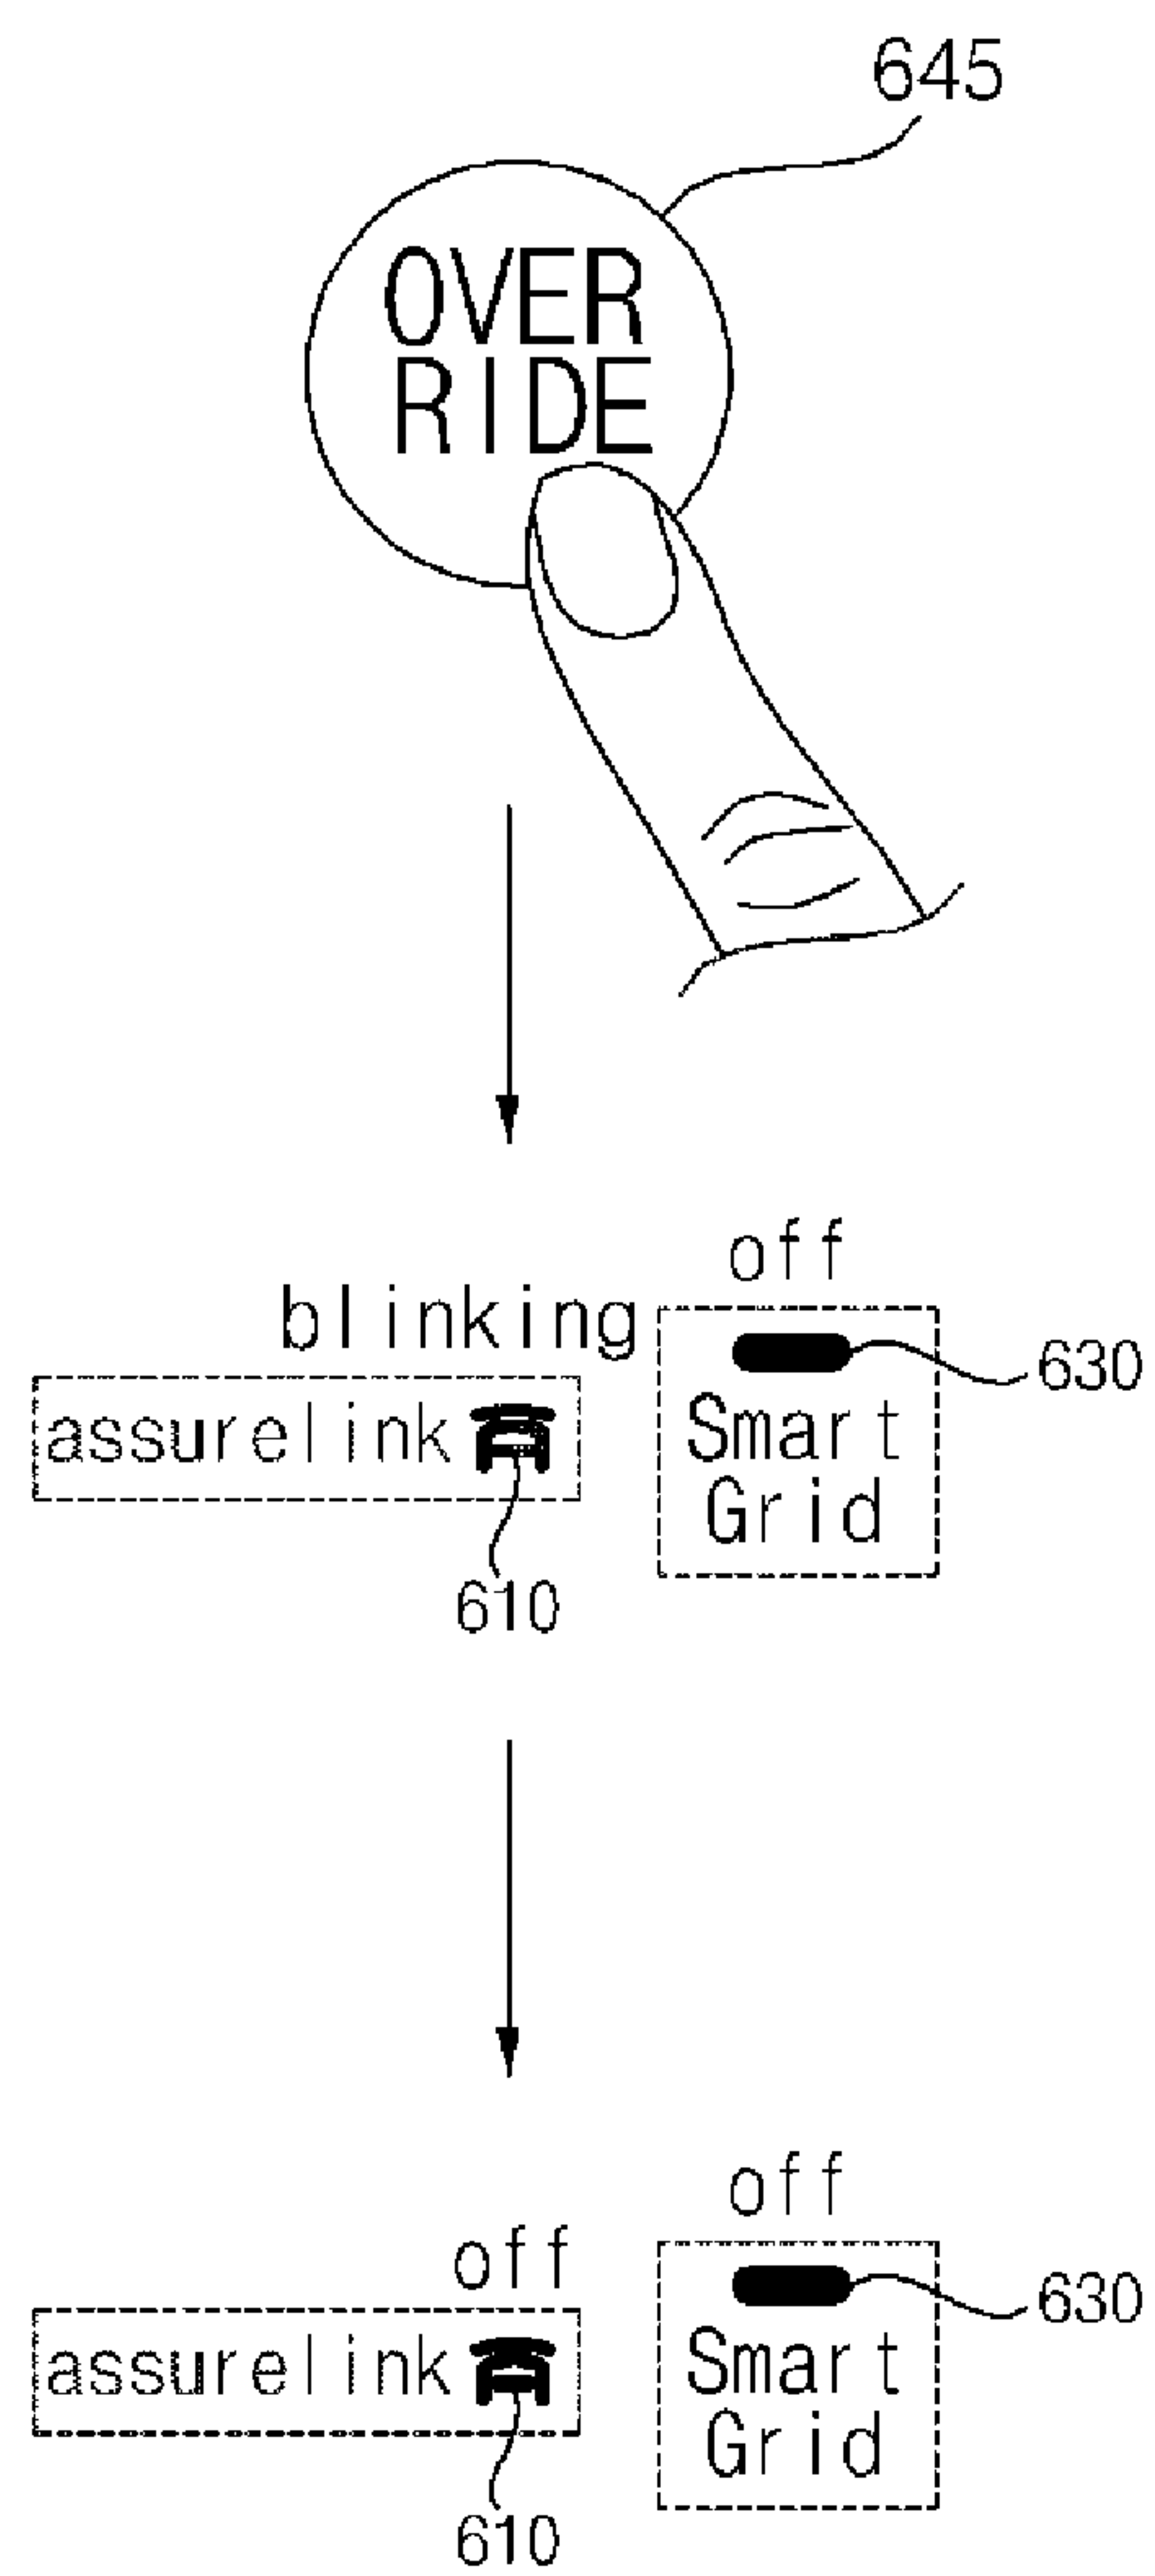 645
OVER
RIDE
off
blinking
630
assurelink
Smart
Grid
610
off
off
630
assurelink
Smart
Grid
610